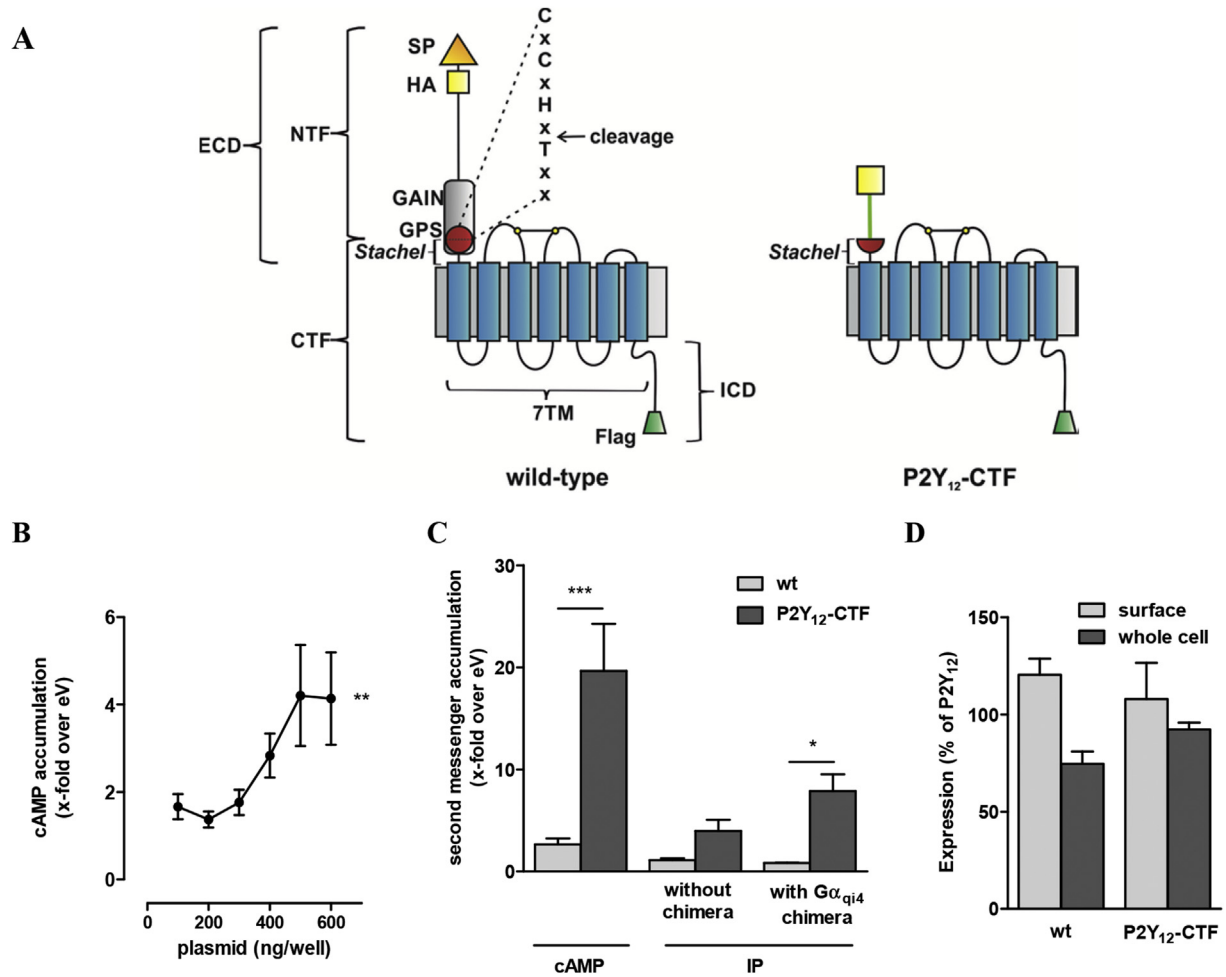 A
SP
HA
ECD
NTF
GAIN
GPS
Stachel
CTF
C
x
C
x
H
x
T
x
x
cleavage
7TM
ICD
Flag
wild-type
Stachel
P2Y12-CTF
B
cAMP accumulation
(x-fold over eV)
6
4
2
0
**
0 200 400 600
plasmid (ng/well)
C
second messenger accumulation
(x-fold over eV)
30
20
10
0
***
*
wt
P2Y12-CTF
without
chimera
with Gαqi4
chimera
cAMP
IP
D
Expression (% of P2Y12)
150
100
50
0
surface
whole cell
wt
P2Y12-CTF